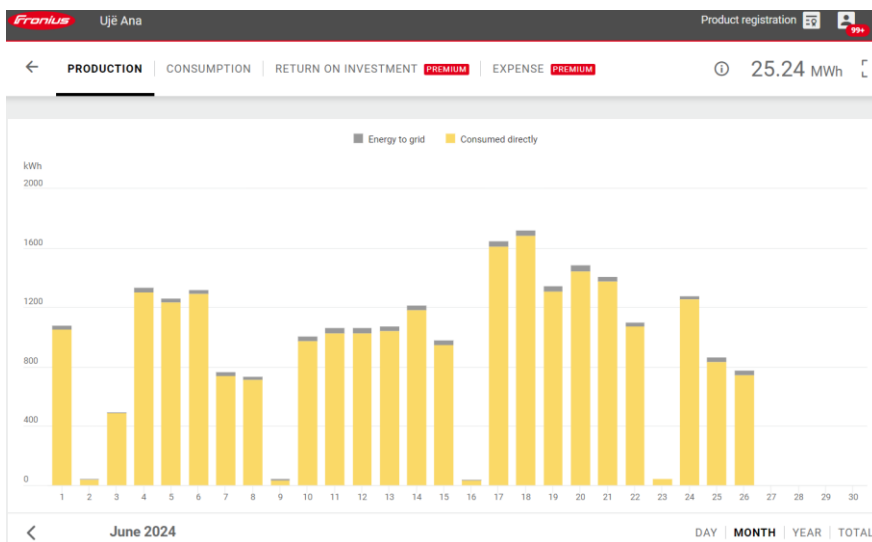 Fronius Ujë Ana Product registration 99+
PRODUCTION CONSUMPTION RETURN ON INVESTMENT PREMIUM EXPENSE PREMIUM 25.24 MWh
Energy to grid Consumed directly
kWh
2000
1600
1200
800
400
0
1 2 3 4 5 6 7 8 9 10 11 12 13 14 15 16 17 18 19 20 21 22 23 24 25 26 27 28 29 30
June 2024 DAY MONTH YEAR TOTAL